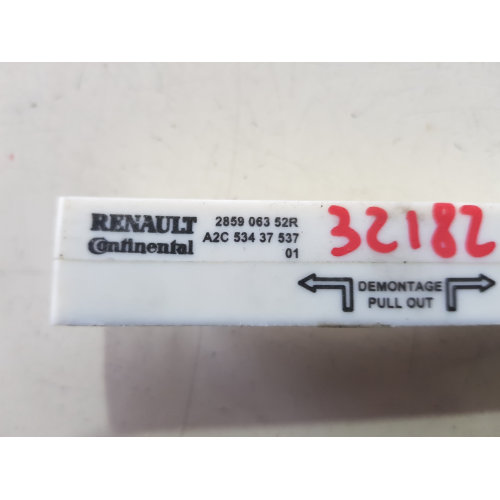 RENAULT 2859 063 52R
Continental A2C 534 37 537
01
32182
DEMONTAGE
PULL OUT